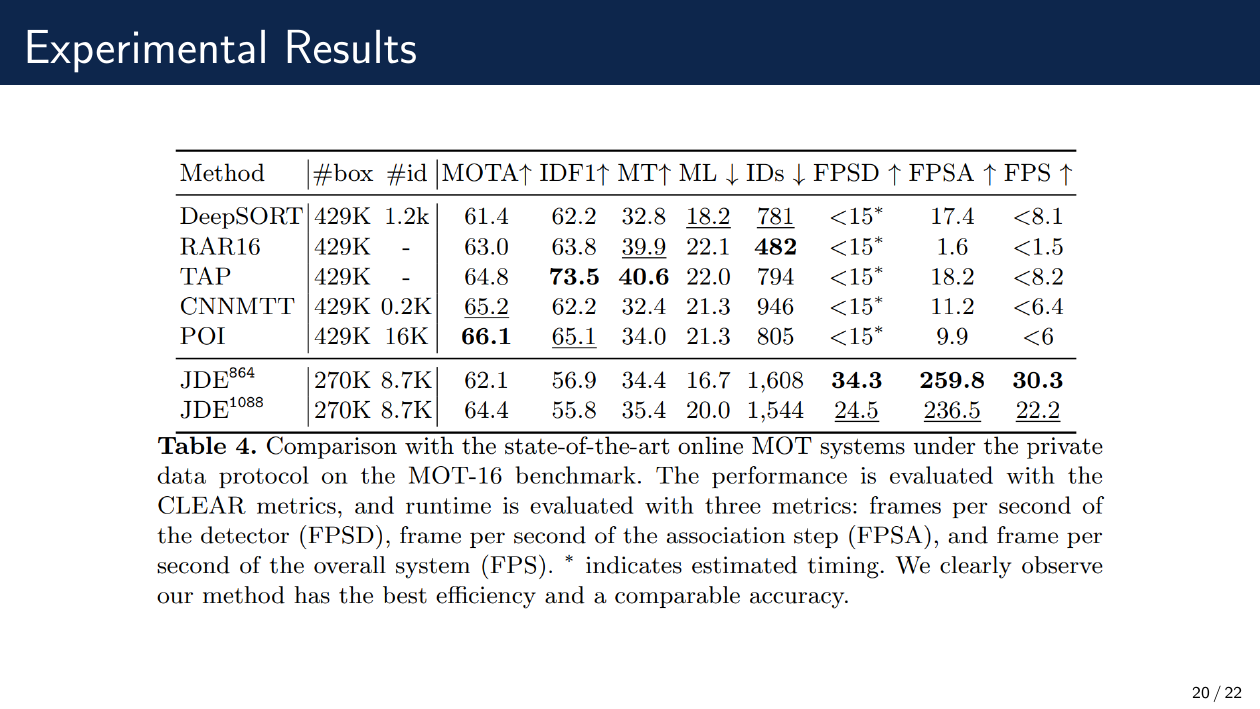 Experimental Results
Method #box #id MOTA↑ IDF1↑ MT↑ ML ↓ IDs ↓ FPSD ↑ FPSA ↑ FPS ↑
DeepSORT 429K 1.2k 61.4 62.2 32.8 18.2 781 <15* 17.4 <8.1
RAR16 429K - 63.0 63.8 39.9 22.1 482 <15* 1.6 <1.5
TAP 429K - 64.8 73.5 40.6 22.0 794 <15* 18.2 <8.2
CNNMTT 429K 0.2K 65.2 62.2 32.4 21.3 946 <15* 11.2 <6.4
POI 429K 16K 66.1 65.1 34.0 21.3 805 <15* 9.9 <6
JDE864 270K 8.7K 62.1 56.9 34.4 16.7 1,608 34.3 259.8 30.3
JDE1088 270K 8.7K 64.4 55.8 35.4 20.0 1,544 24.5 236.5 22.2
Table 4. Comparison with the state-of-the-art online MOT systems under the private
data protocol on the MOT-16 benchmark. The performance is evaluated with the
CLEAR metrics, and runtime is evaluated with three metrics: frames per second of
the detector (FPSD), frame per second of the association step (FPSA), and frame per
second of the overall system (FPS). * indicates estimated timing. We clearly observe
our method has the best efficiency and a comparable accuracy.
20 / 22